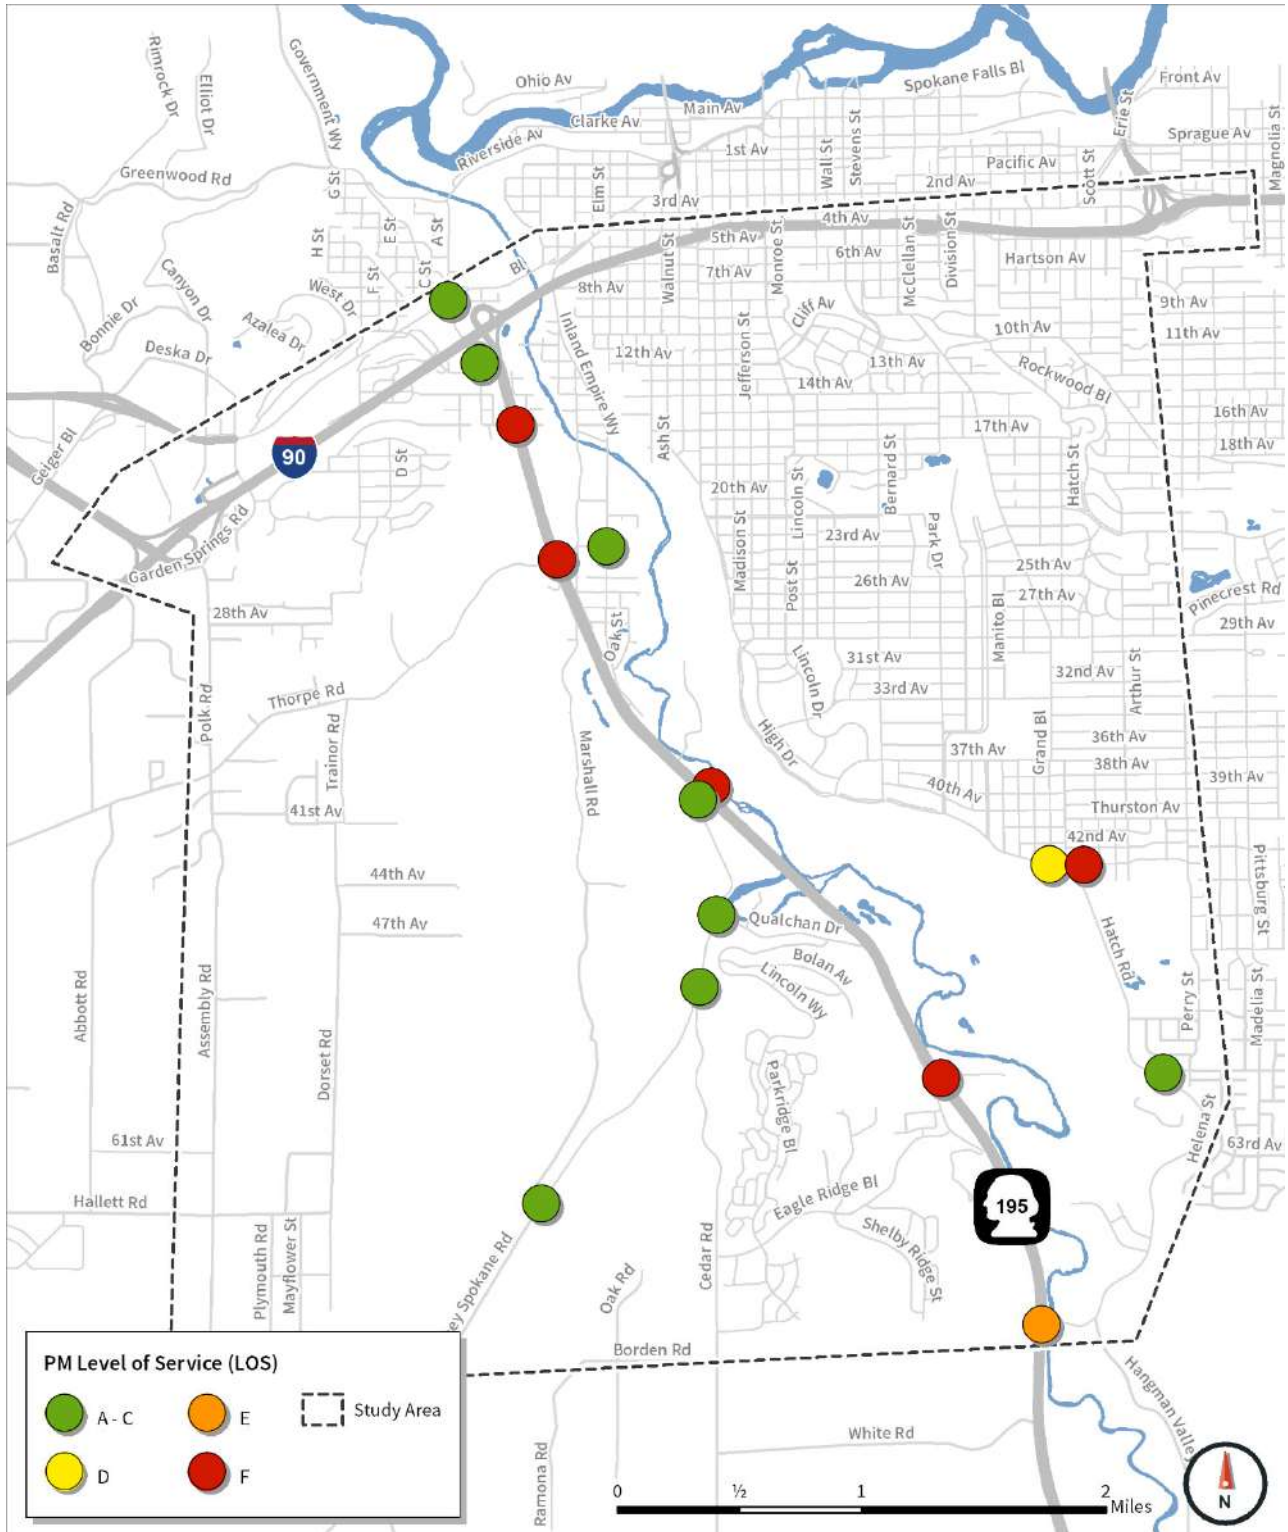 Rimrock Dr
Elliot Dr
Government Wy
Ohio Av
Spokane Falls Bl
Front Av
Main Av
Clarke Av
Erie St
Magnolia St
Riverside Av
1st Av
Wall St
Stevens St
Sprague Av
Pacific Av
Scott St
Greenwood Rd
G St
Elm St
2nd Av
3rd Av
Basalt Rd
H St
E St
A St
4th Av
5th Av
Walnut St
Monroe St
6th Av
McClellan St
Division St
Hartson Av
F St
C St
Bl
7th Av
8th Av
Canyon Dr
West Dr
Bonnie Dr
Azalea Dr
Inland Empire Wy
Cliff Av
9th Av
10th Av
11th Av
Deska Dr
12th Av
Jefferson St
13th Av
14th Av
Rockwood Bl
16th Av
17th Av
18th Av
Geiger Bl
90
D St
Ash St
Bernard St
Hatch St
20th Av
Lincoln St
Garden Springs Rd
Madison St
23rd Av
Park Dr
25th Av
Post St
26th Av
27th Av
Pinecrest Rd
28th Av
29th Av
Oak St
Manito Bl
31st Av
32nd Av
Arthur St
Thorpe Rd
Lincoln Dr
33rd Av
Polk Rd
Trainor Rd
Marshall Rd
High Dr
Grand Bl
36th Av
37th Av
38th Av
39th Av
40th Av
41st Av
Thurston Av
42nd Av
44th Av
Pittsburg St
47th Av
Qualchan Dr
Hatch Rd
Bolan Av
Lincoln Wy
Abbott Rd
Assembly Rd
Perry St
Madelia St
Dorset Rd
Parkridge Bl
61st Av
Helena St
63rd Av
Hallett Rd
Eagle Ridge Bl
195
Plymouth Rd
Mayflower St
ey Spokane Rd
Oak Rd
Cedar Rd
Shelby Ridge St
Borden Rd
Hangman Valley
White Rd
Ramona Rd
PM Level of Service (LOS)
A - C
E
Study Area
D
F
0
½
1
2
Miles
N